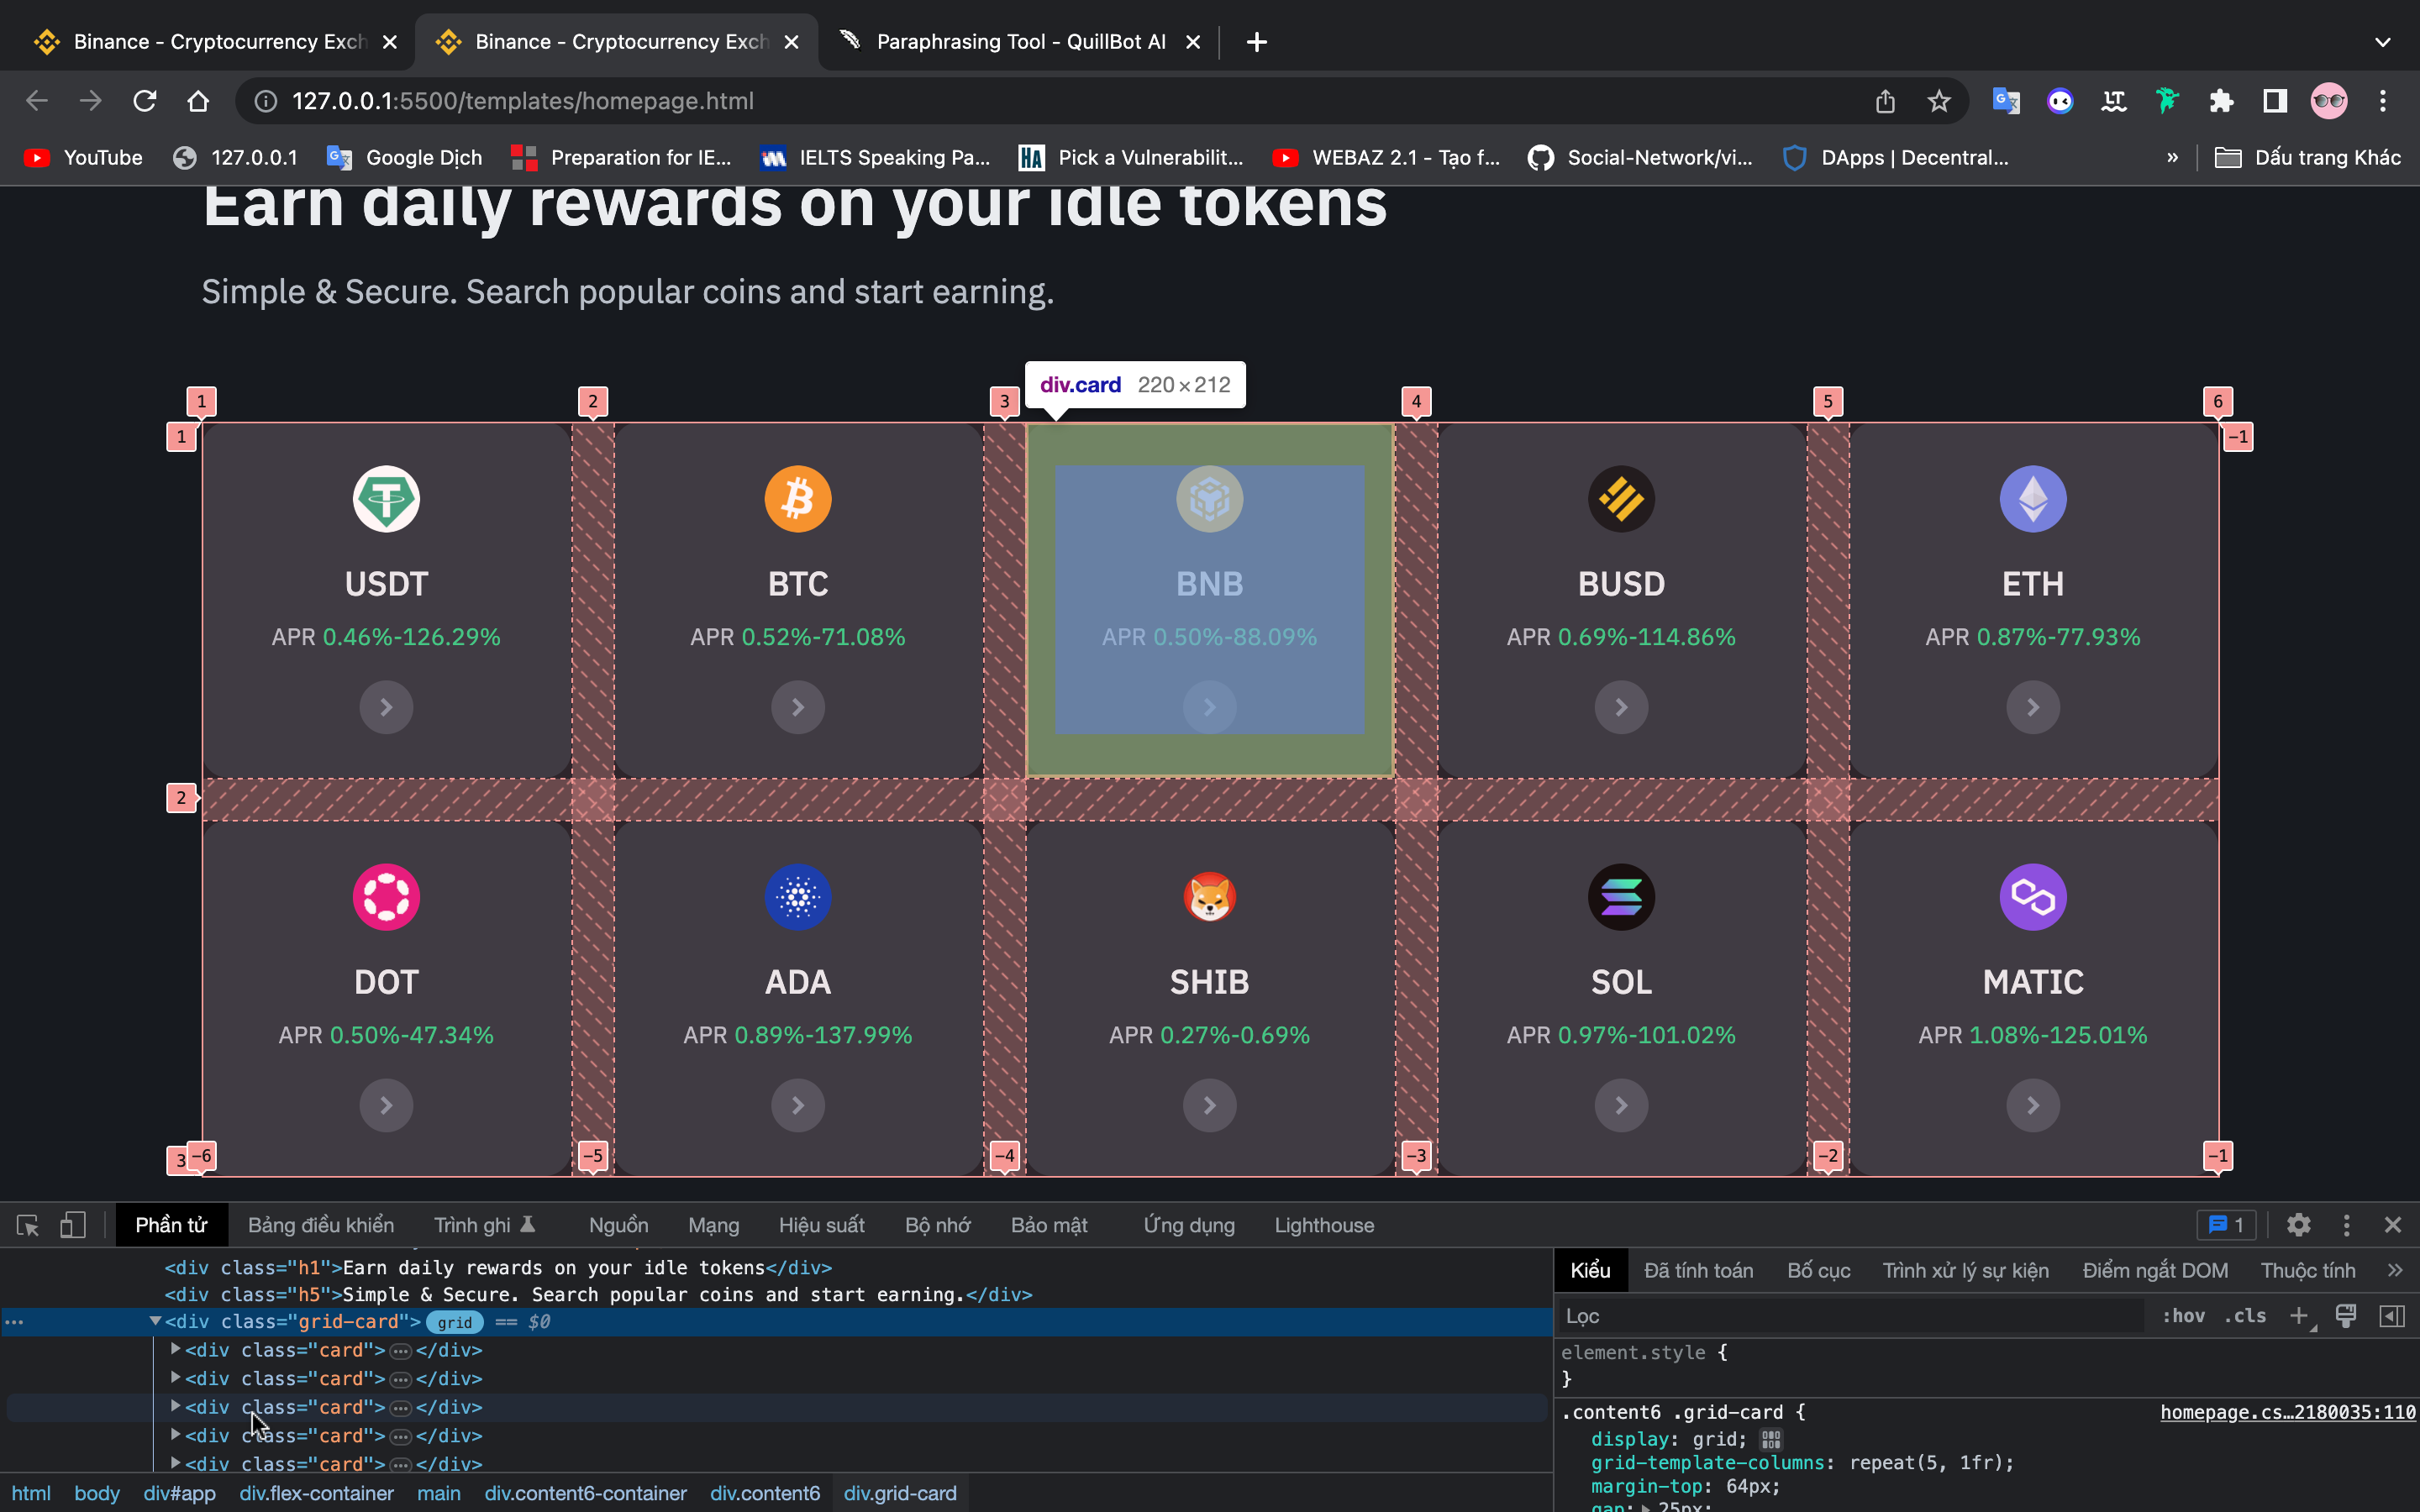 Binance - Cryptocurrency Exch
Binance - Cryptocurrency Exch
Paraphrasing Tool - QuillBot AI
127.0.0.1:5500/templates/homepage.html
YouTube
127.0.0.1
Google Dịch
Preparation for IE...
IELTS Speaking Pa...
HA Pick a Vulnerabilit...
WEBAZ 2.1 - Tạo f...
Social-Network/vi...
DApps | Decentral...
»
Dấu trang Khác
Earn daily rewards on your idle tokens
Simple & Secure. Search popular coins and start earning.
div.card 220 × 212
1 2 3 4 5 6
1 -1
USDT BTC BNB BUSD ETH
APR 0.46%-126.29% APR 0.52%-71.08% APR 0.50%-88.09% APR 0.69%-114.86% APR 0.87%-77.93%
2
DOT ADA SHIB SOL MATIC
APR 0.50%-47.34% APR 0.89%-137.99% APR 0.27%-0.69% APR 0.97%-101.02% APR 1.08%-125.01%
3 -6 -5 -4 -3 -2 -1
Phần tử Bảng điều khiển Trình ghi Nguồn Mạng Hiệu suất Bộ nhớ Bảo mật Ứng dụng Lighthouse 1
<div class="h1">Earn daily rewards on your idle tokens</div>
<div class="h5">Simple & Secure. Search popular coins and start earning.</div>
<div class="grid-card"> grid == $0
<div class="card">…</div>
<div class="card">…</div>
<div class="card">…</div>
<div class="card">…</div>
<div class="card">…</div>
html body div#app div.flex-container main div.content6-container div.content6 div.grid-card
Kiểu Đã tính toán Bố cục Trình xử lý sự kiện Điểm ngắt DOM Thuộc tính »
Lọc :hov .cls +
element.style {
}
.content6 .grid-card { homepage.cs…2180035:110
display: grid;
grid-template-columns: repeat(5, 1fr);
margin-top: 64px;
gap: 25px;